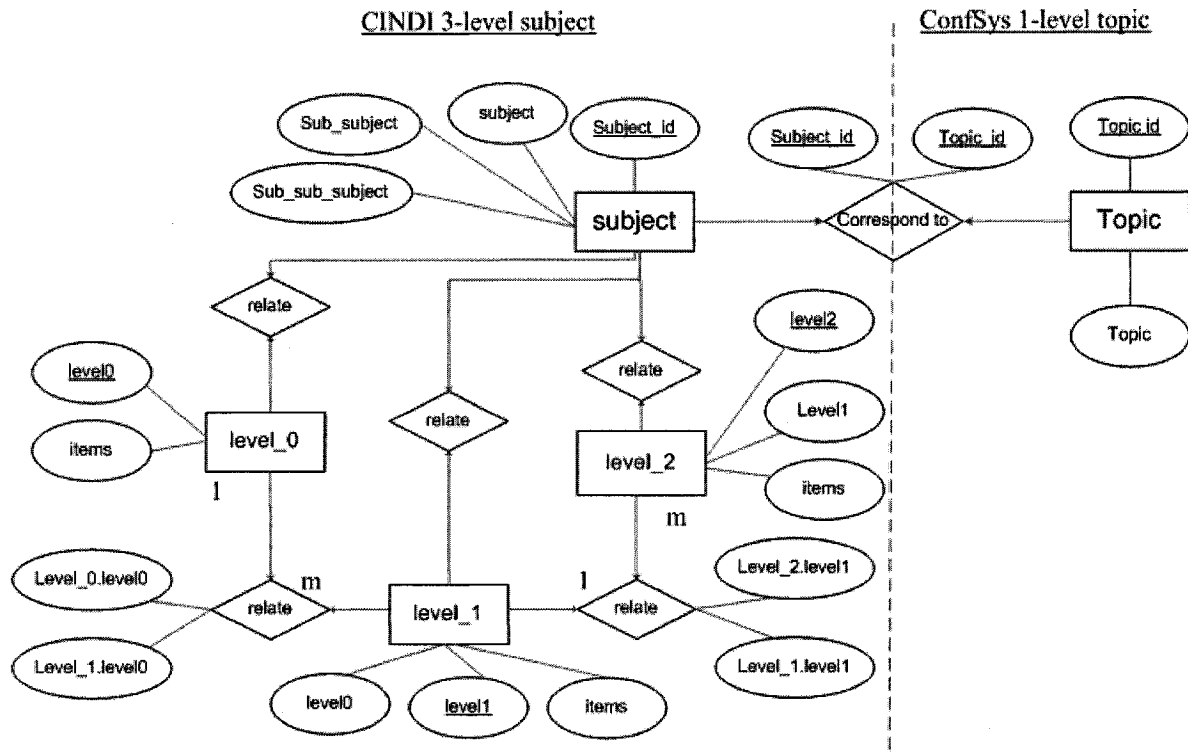 CINDI 3-level subject
ConfSys 1-level topic
Sub_subject
subject
Subject_id
Subject_id
Topic_id
Topic id
Sub_sub_subject
subject
Correspond to
Topic
relate
level2
relate
Topic
level0
relate
Level1
items
level_0
level_2
items
1
m
Level_0.level0
m
1
Level_2.level1
relate
level_1
relate
Level_1.level0
Level_1.level1
level0
level1
items